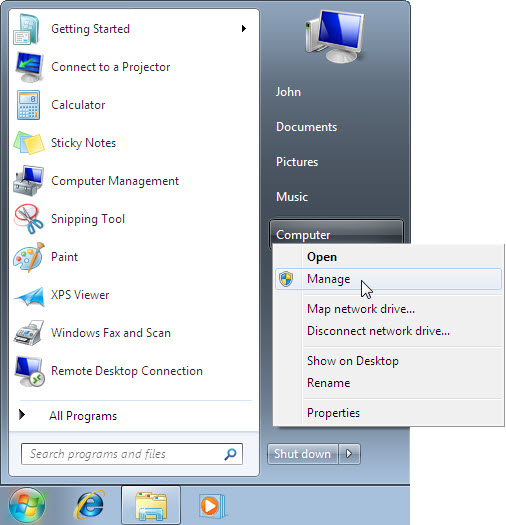 Getting Started
Connect to a Projector
Calculator
Sticky Notes
Computer Management
Snipping Tool
Paint
XPS Viewer
Windows Fax and Scan
Remote Desktop Connection
All Programs
Search programs and files
John
Documents
Pictures
Music
Computer
Open
Manage
Map network drive...
Disconnect network drive...
Show on Desktop
Rename
Properties
Shut down